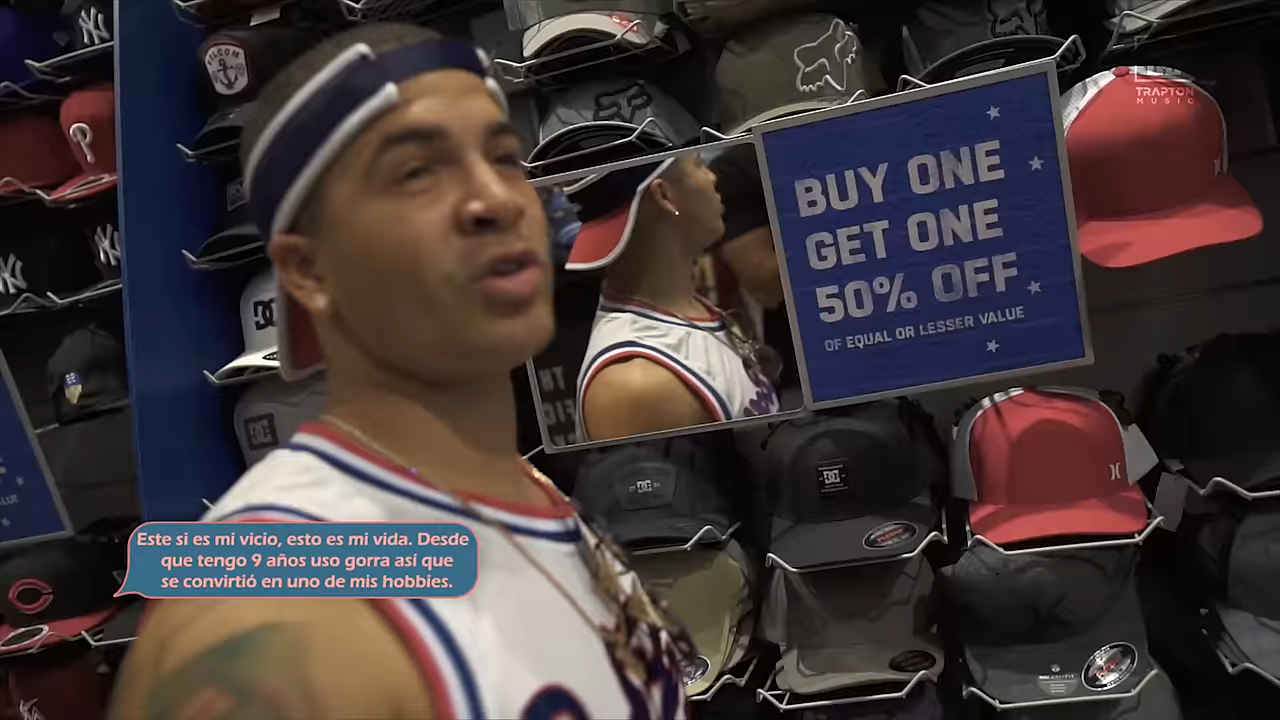 VOLCOM
TRAPTON
MUSIC
BUY ONE
GET ONE
50% OFF
OF EQUAL OR LESSER VALUE
Este si es mi vicio, esto es mi vida. Desde
que tengo 9 años uso gorra así que
se convirtió en uno de mis hobbies.